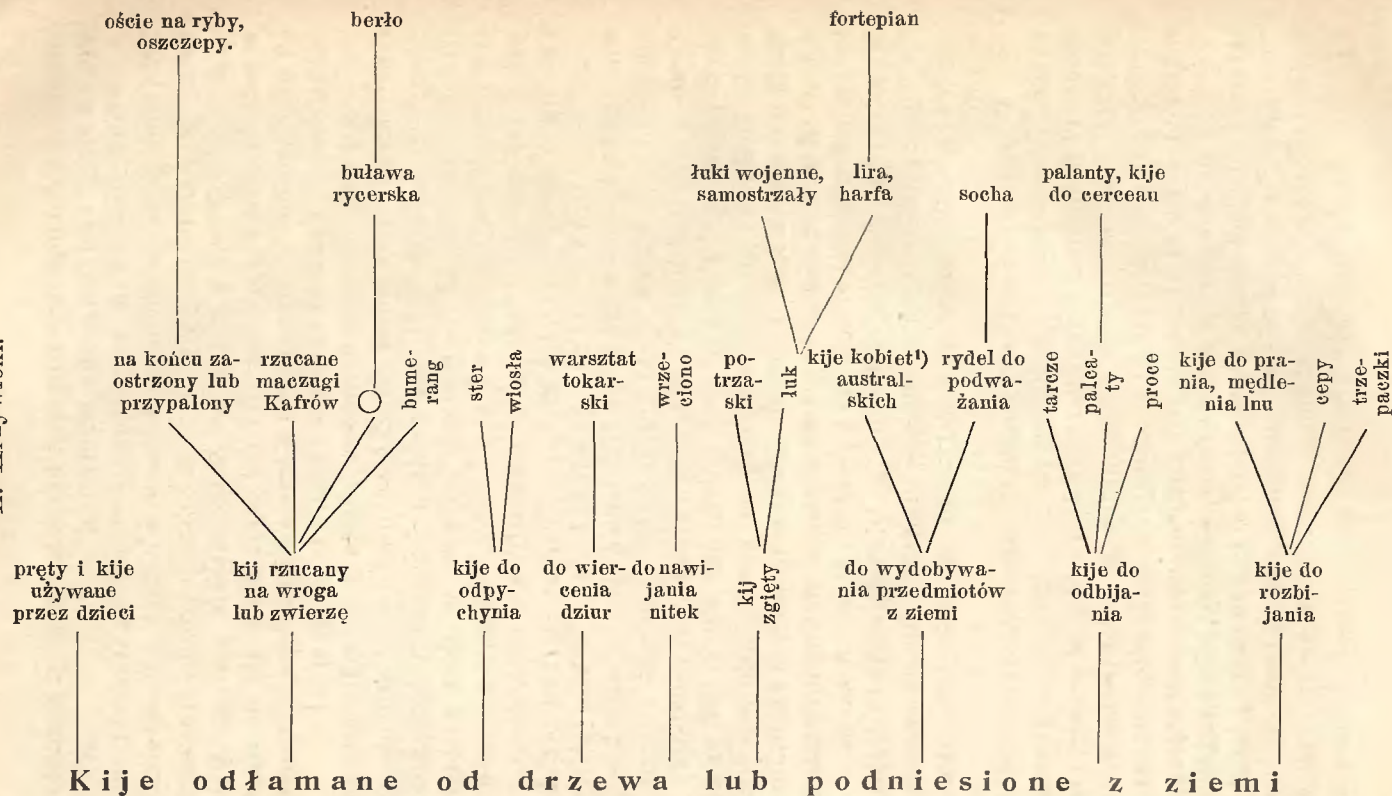 oście na ryby,
oszczepy.
berło
fortepian
buława
rycerska
łuki wojenne,
samostrzały
lira,
harfa
socha
palanty, kije
do cerceau
na końcu za-
ostrzony lub
przypalony
rzucane
maczugi
Kafrów
bume-
rang
ster
wiosła
warsztat
tokar-
ski
wrze-
ciono
po-
trza-
ski
łuk
kije kobiet¹)
austral-
skich
rydel do
podwa-
żania
tarcze
palca-
ty
proce
kije do pra-
nia, mędle-
nia lnu
cepy
trze-
paczki
pręty i kije
używane
przez dzieci
kij rzucany
na wroga
lub zwierzę
kije do
odpy-
chynia
do wier-
cenia
dziur
do nawi-
jania
nitek
kij
zgięty
do wydobywa-
nia przedmiotów
z ziemi
kije do
odbija-
nia
kije do
rozbi-
jania
Kije odłamane od drzewa lub podniesione z ziemi